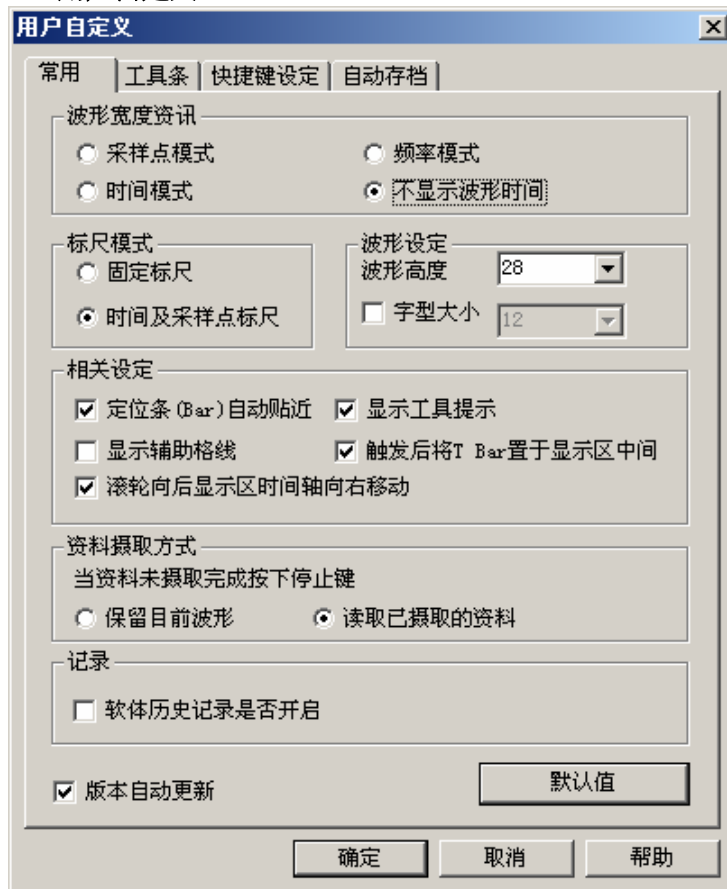 用户自定义
常用 工具条 快捷键设定 自动存档
波形宽度资讯
采样点模式 频率模式
时间模式 不显示波形时间
标尺模式 波形设定
固定标尺 波形高度 28
时间及采样点标尺 字型大小 12
相关设定
定位条(Bar)自动贴近 显示工具提示
显示辅助格线 触发后将T Bar置于显示区中间
滚轮向后显示区时间轴向右移动
资料摄取方式
当资料未摄取完成按下停止键
保留目前波形 读取已摄取的资料
记录
软体历史记录是否开启
版本自动更新 默认值
确定 取消 帮助